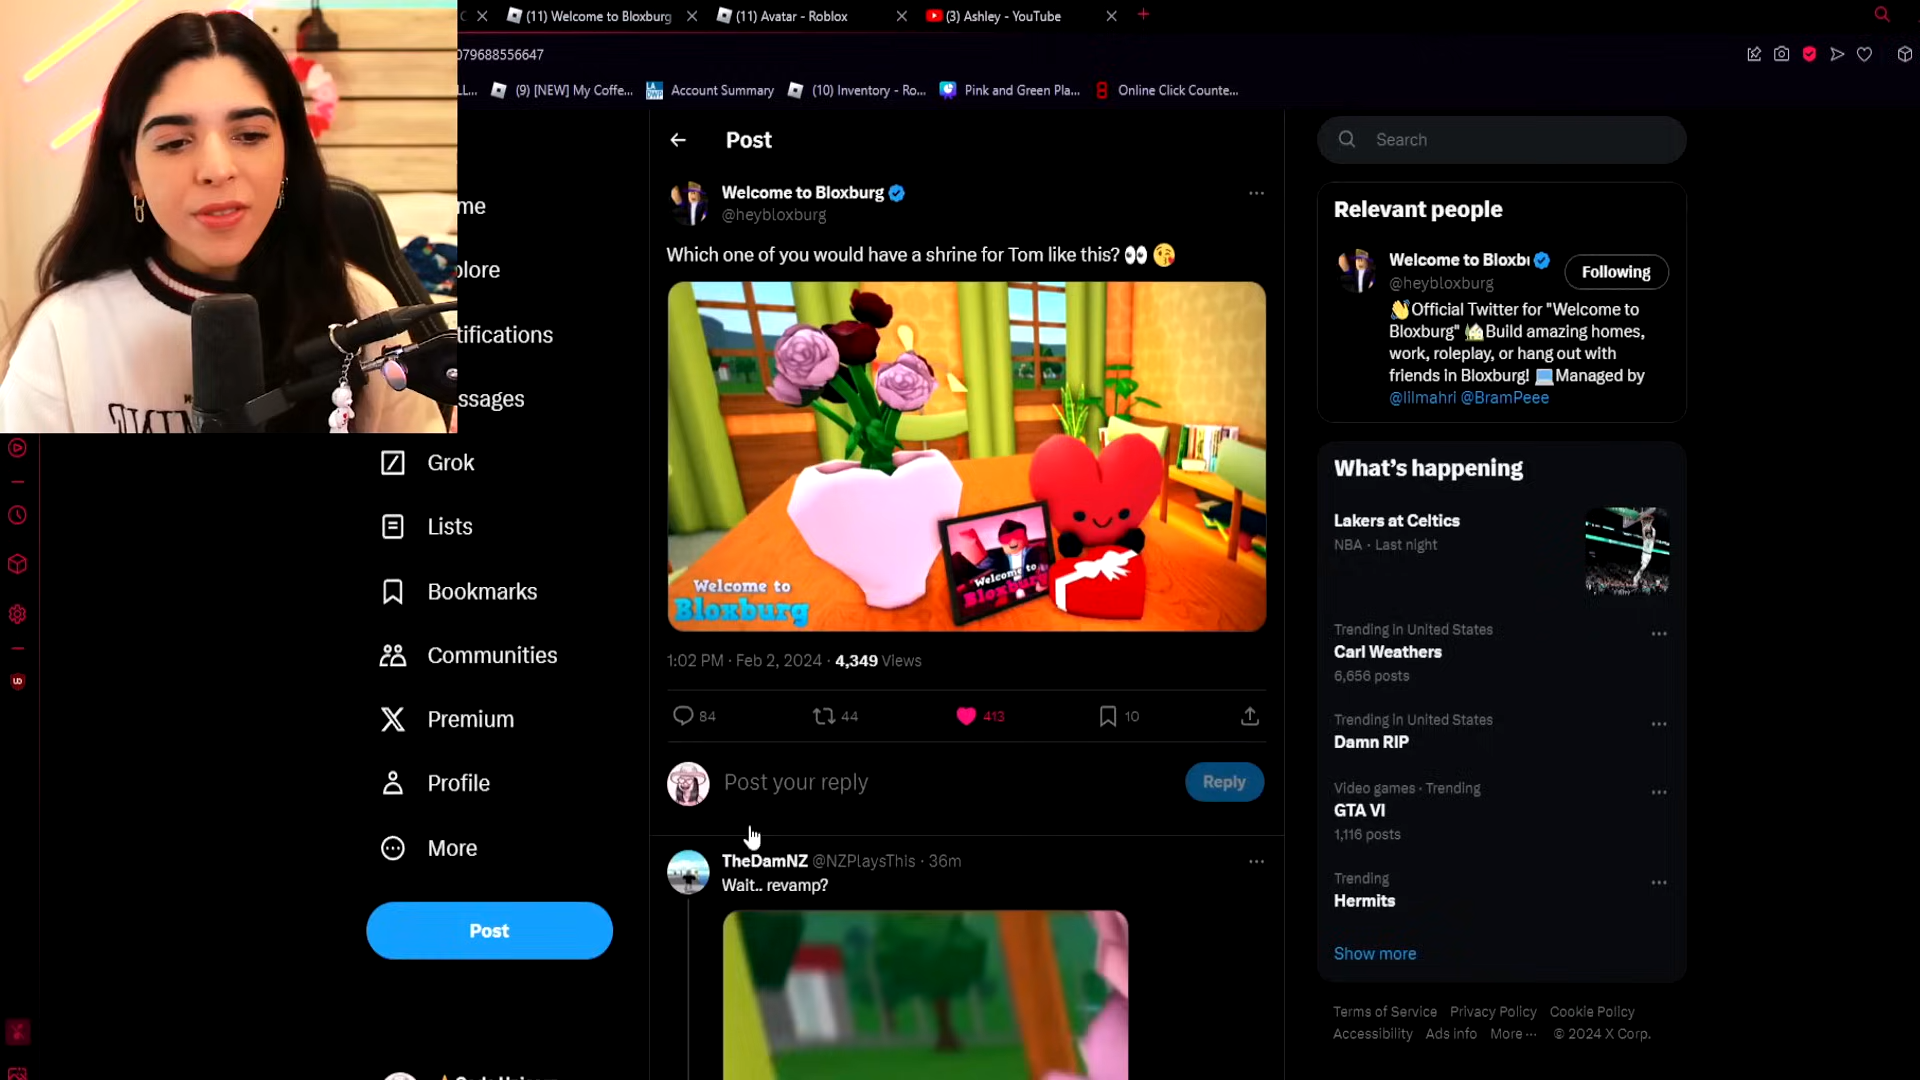 (11) Welcome to Bloxburg
(11) Avatar - Roblox
(3) Ashley - YouTube
079688556647
LL...
(9) [NEW] My Coffe...
Account Summary
(10) Inventory - Ro...
Pink and Green Pla...
Online Click Counte...
me
plore
tifications
ssages
Grok
Lists
Bookmarks
Communities
Premium
Profile
More
Post
Post
Welcome to Bloxburg
@heybloxburg
Which one of you would have a shrine for Tom like this? 👀 😘
Welcome to
Bloxburg
Welcome to
Bloxburg
1:02 PM · Feb 2, 2024 · 4,349 Views
84
44
413
10
Post your reply
Reply
TheDamNZ @NZPlaysThis · 36m
Wait.. revamp?
Search
Relevant people
Welcome to Bloxb
@heybloxburg
Following
👋Official Twitter for "Welcome to
Bloxburg" 🏡Build amazing homes,
work, roleplay, or hang out with
friends in Bloxburg! 💻Managed by
@lilmahri @BramPeee
What's happening
Lakers at Celtics
NBA · Last night
Trending in United States
Carl Weathers
6,656 posts
Trending in United States
Damn RIP
Video games · Trending
GTA VI
1,116 posts
Trending
Hermits
Show more
Terms of Service Privacy Policy Cookie Policy
Accessibility Ads info More ··· © 2024 X Corp.